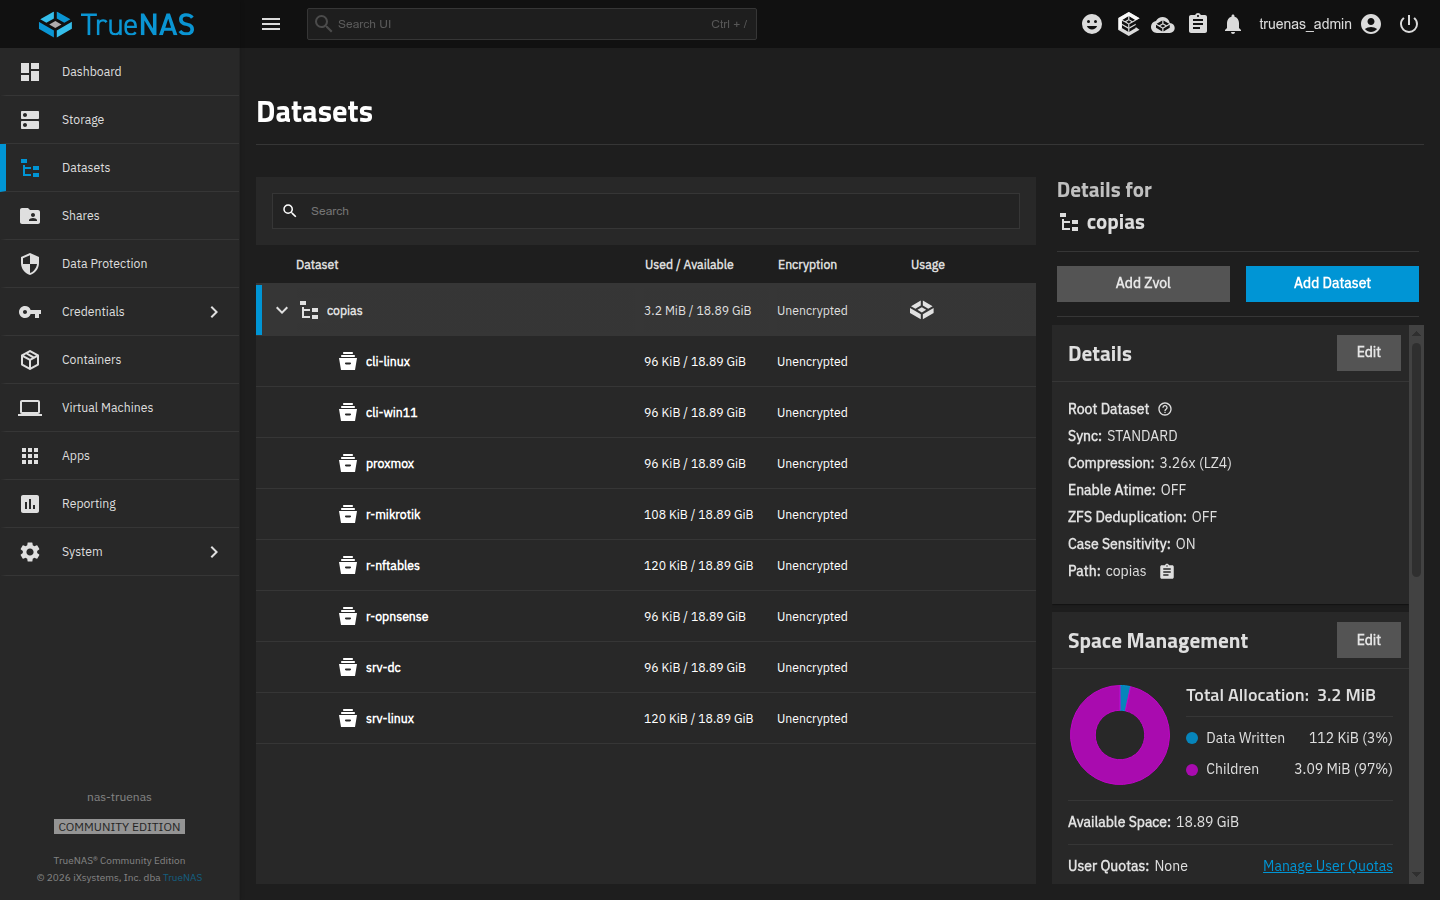 TrueNAS
Search UI
Ctrl + /
truenas_admin
Dashboard
Storage
Datasets
Shares
Data Protection
Credentials
Containers
Virtual Machines
Apps
Reporting
System
nas-truenas
COMMUNITY EDITION
TrueNAS® Community Edition
© 2026 iXsystems, Inc. dba TrueNAS
Datasets
Search
Dataset Used / Available Encryption Usage
copias 3.2 MiB / 18.89 GiB Unencrypted
cli-linux 96 KiB / 18.89 GiB Unencrypted
cli-win11 96 KiB / 18.89 GiB Unencrypted
proxmox 96 KiB / 18.89 GiB Unencrypted
r-mikrotik 108 KiB / 18.89 GiB Unencrypted
r-nftables 120 KiB / 18.89 GiB Unencrypted
r-opnsense 96 KiB / 18.89 GiB Unencrypted
srv-dc 96 KiB / 18.89 GiB Unencrypted
srv-linux 120 KiB / 18.89 GiB Unencrypted
Details for
copias
Add Zvol
Add Dataset
Details
Edit
Root Dataset
Sync: STANDARD
Compression: 3.26x (LZ4)
Enable Atime: OFF
ZFS Deduplication: OFF
Case Sensitivity: ON
Path: copias
Space Management
Edit
Total Allocation: 3.2 MiB
Data Written 112 KiB (3%)
Children 3.09 MiB (97%)
Available Space: 18.89 GiB
User Quotas: None
Manage User Quotas